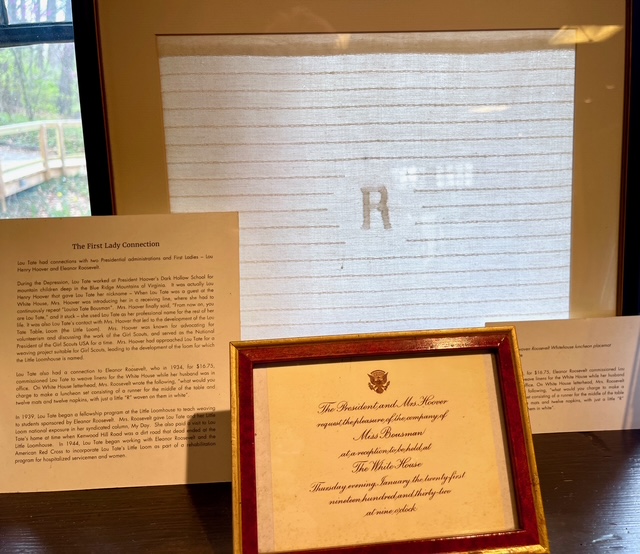 R
The First Lady Connection
Lou Tate had connections with two Presidential administrations and First Ladies – Lou
Henry Hoover and Eleanor Roosevelt
During the Depression, Lou Tate worked at President Hoover's Dark Hollow School for
mountain children deep in the Blue Ridge Mountains of Virginia. It was actually Lou
Henry Hoover that gave Lou Tate her nickname – When Lou Tate was a guest at the
White House, Mrs. Hoover was introducing her in a receiving line, where she had to
continuously repeat "Louisa Tate Bousman". Mrs. Hoover finally said, "From now on, you
are Lou Tate," and it stuck – she used Lou Tate as her professional name for the rest of her
life. It was also Lou Tate's contact with Mrs. Hoover that led to the development of the Lou
Tate Table Loom (the Little Loom). Mrs. Hoover was known for advocating for
volunteerism and discussing the work of the Girl Scouts, and served as the National
President of the Girl Scouts USA for a time. Mrs. Hoover had approached Lou Tate for a
weaving project suitable for Girl Scouts, leading to the development of the loom for which
the Little Loomhouse is named.
Lou Tate also had a connection to Eleanor Roosevelt, who in 1934, for $16.75,
commissioned Lou Tate to weave linens for the White House while her husband was in
office. On White House letterhead, Mrs. Roosevelt wrote the following, "what would you
charge to make a luncheon set consisting of a runner for the middle of the table and
twelve mats and twelve napkins, with just a little "R" woven on them in white".
In 1939, Lou Tate began a fellowship program at the Little Loomhouse to teach weaving
to students sponsored by Eleanor Roosevelt. Mrs. Roosevelt gave Lou Tate and the Little
Loom national exposure in her syndicated column, My Day. She also paid a visit to Lou
Tate's home at time when Kenwood Hill Road was a dirt road that dead ended at the
Little Loomhouse. In 1944, Lou Tate began working with Eleanor Roosevelt and the
American Red Cross to incorporate Lou Tate's Little Loom as part of a rehabilitation
program for hospitalized servicemen and women.
The President and Mrs. Hoover
request the pleasure of the company of
Miss Bousman
at a reception to be held at
The White House
Thursday evening, January the twenty-first
nineteen hundred and thirty-two
at nine o'clock
Roosevelt Whitehouse luncheon placemat
for $16.75, Eleanor Roosevelt commissioned Lou
the White House while her husband was in office. On
the following, "what would you charge to make a
set consisting of a runner for the middle of the table
mats and twelve napkins, with just a little "R"
in white".